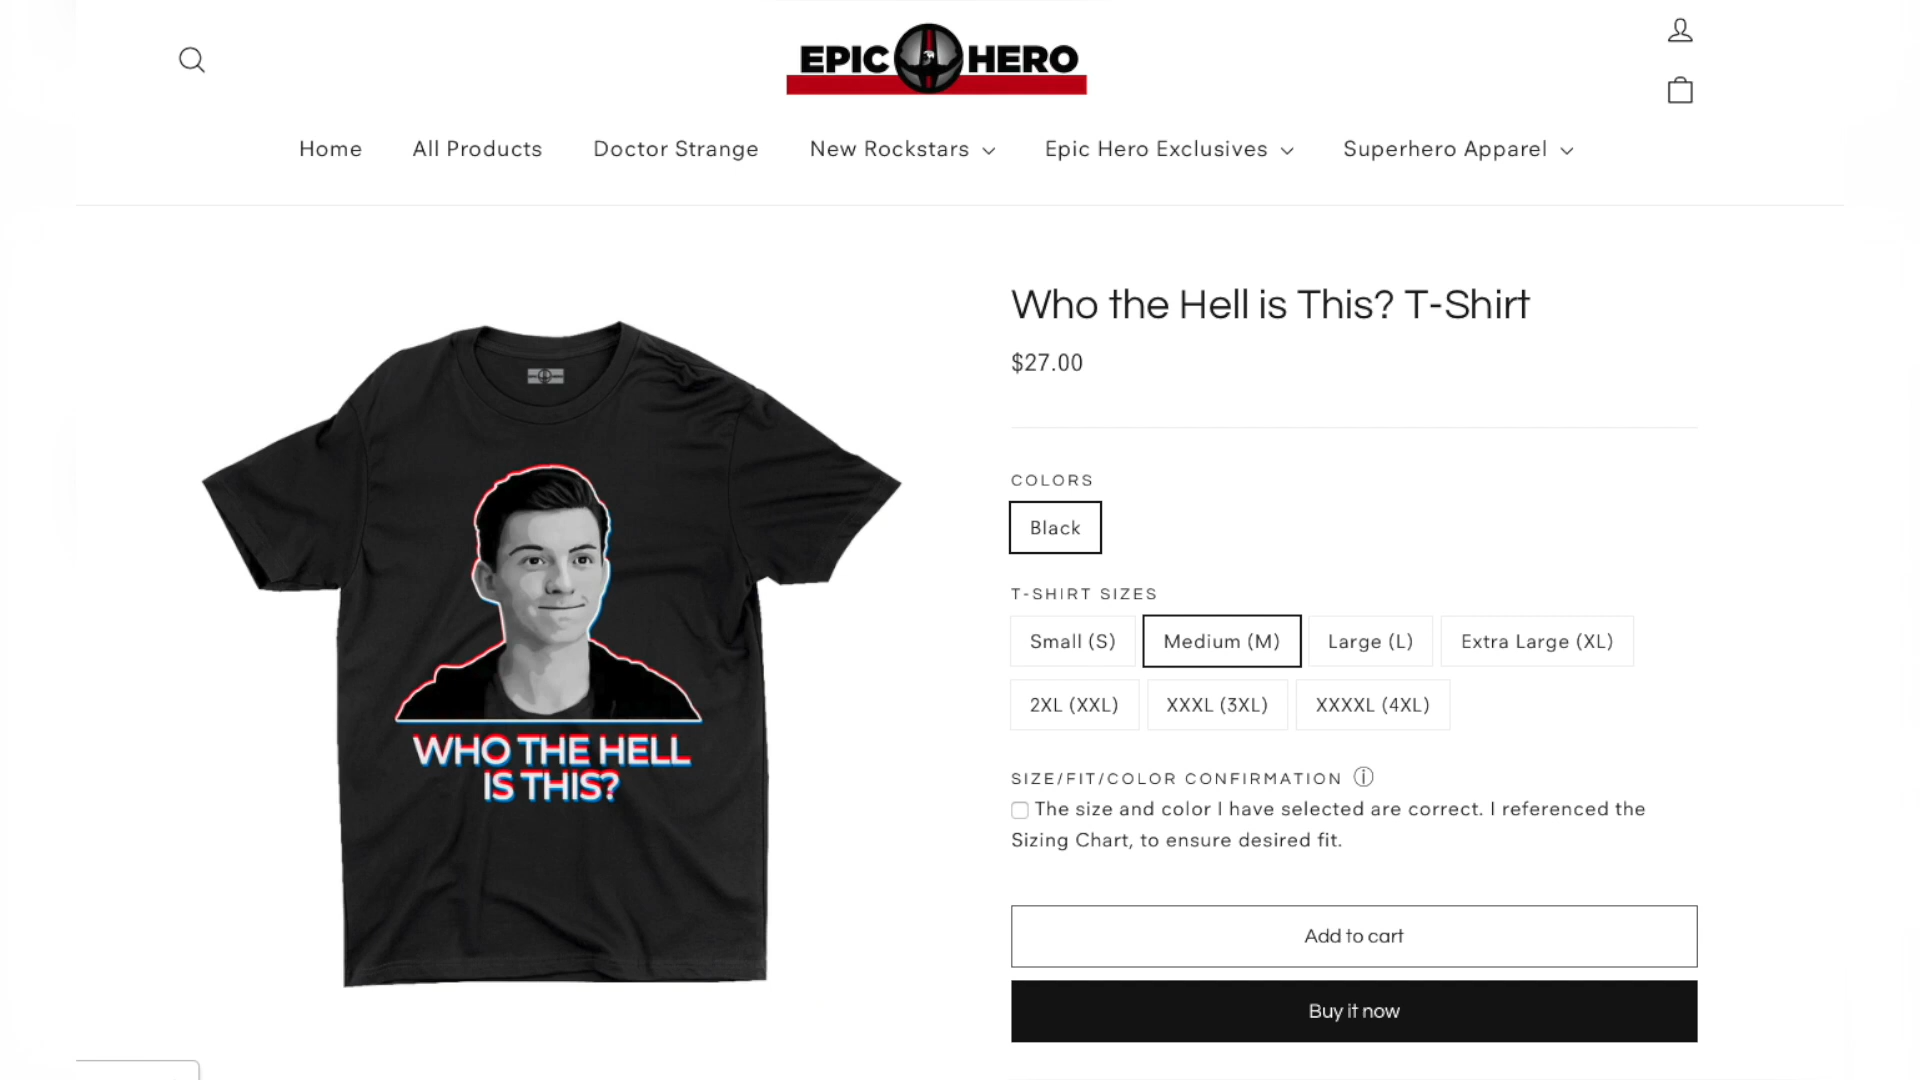 EPIC HERO
Home All Products Doctor Strange New Rockstars Epic Hero Exclusives Superhero Apparel
Who the Hell is This? T-Shirt
$27.00
COLORS
Black
T-SHIRT SIZES
Small (S) Medium (M) Large (L) Extra Large (XL)
2XL (XXL) XXXL (3XL) XXXXL (4XL)
SIZE/FIT/COLOR CONFIRMATION
The size and color I have selected are correct. I referenced the
Sizing Chart, to ensure desired fit.
Add to cart
Buy it now
WHO THE HELL
IS THIS?